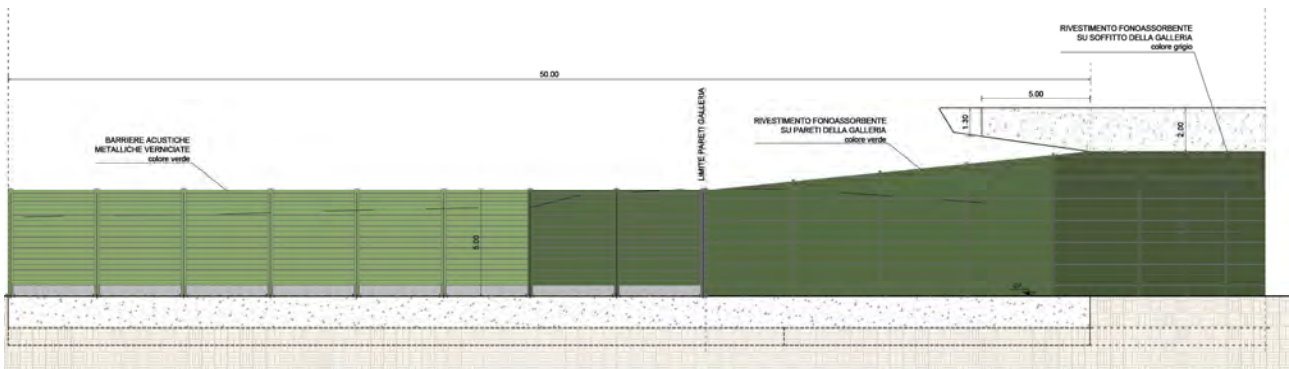 RIVESTIMENTO FONOASSORBENTE
SU SOFFITTO DELLA GALLERIA
colore grigio
50.00
5.00
LIMITE PARETI GALLERIA
1.30
2.00
RIVESTIMENTO FONOASSORBENTE
SU PARETI DELLA GALLERIA
colore verde
BARRIERE ACUSTICHE
METALLICHE VERNICIATE
colore verde
5.00